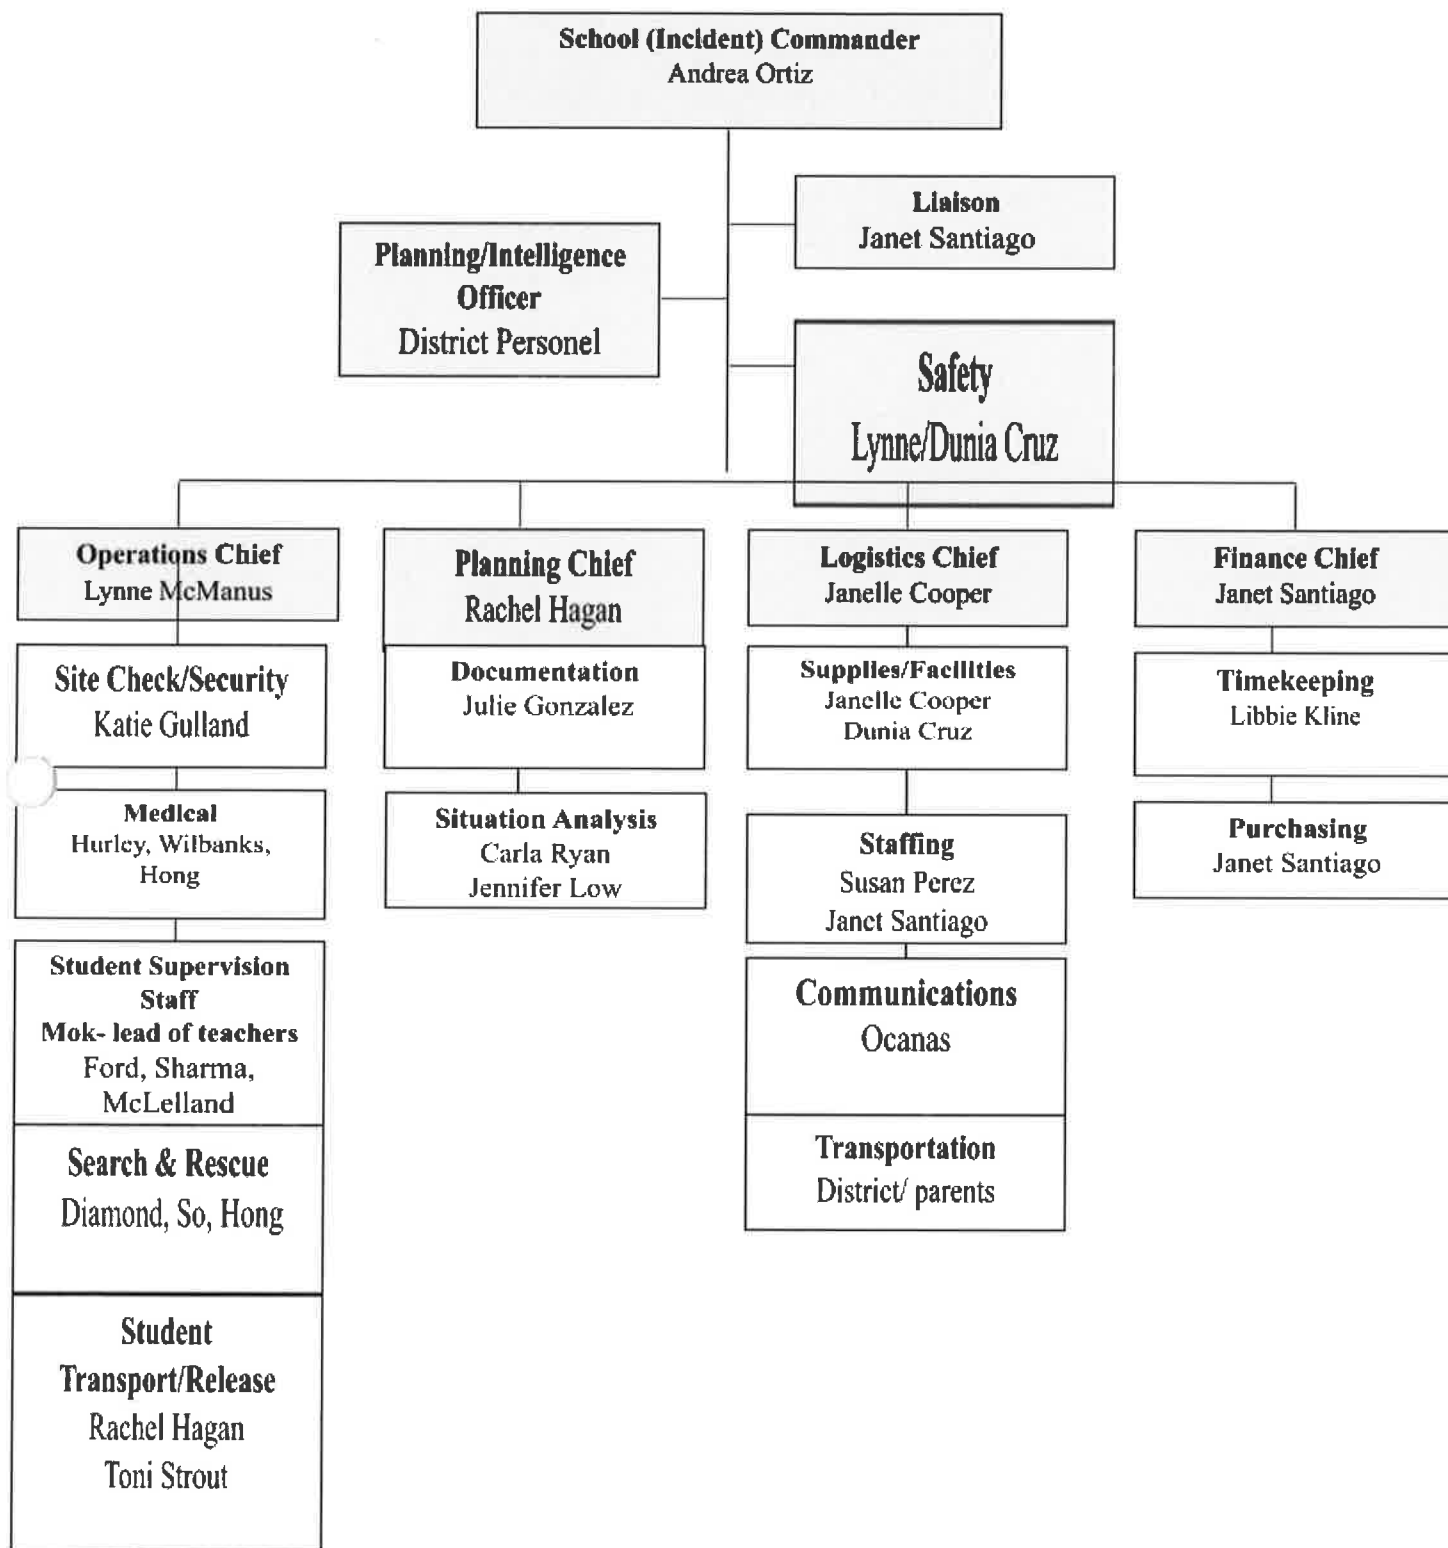 School (Incident) Commander
Andrea Ortiz
Liaison
Janet Santiago
Planning/Intelligence
Officer
District Personel
Safety
Lynne/Dunia Cruz
Operations Chief
Lynne McManus
Site Check/Security
Katie Gulland
Medical
Hurley, Wilbanks,
Hong
Student Supervision
Staff
Mok- lead of teachers
Ford, Sharma,
McLelland
Search & Rescue
Diamond, So, Hong
Student
Transport/Release
Rachel Hagan
Toni Strout
Planning Chief
Rachel Hagan
Documentation
Julie Gonzalez
Situation Analysis
Carla Ryan
Jennifer Low
Logistics Chief
Janelle Cooper
Supplies/Facilities
Janelle Cooper
Dunia Cruz
Staffing
Susan Perez
Janet Santiago
Communications
Ocanas
Transportation
District/ parents
Finance Chief
Janet Santiago
Timekeeping
Libbie Kline
Purchasing
Janet Santiago